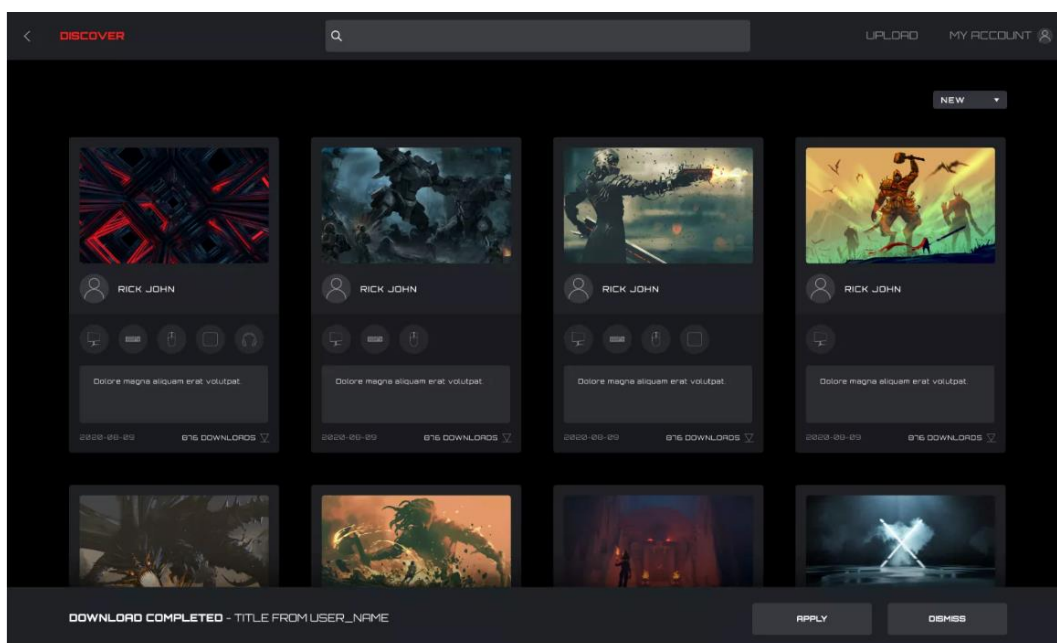 DISCOVER
UPLOAD
MY ACCOUNT
NEW
RICK JOHN
RICK JOHN
RICK JOHN
RICK JOHN
Dolore magna aliquam erat volutpat.
Dolore magna aliquam erat volutpat.
Dolore magna aliquam erat volutpat.
Dolore magna aliquam erat volutpat.
2020-08-09 876 DOWNLOADS
2020-08-09 876 DOWNLOADS
2020-08-09 876 DOWNLOADS
2020-08-09 876 DOWNLOADS
DOWNLOAD COMPLETED - TITLE FROM USER_NAME
APPLY
DISMISS